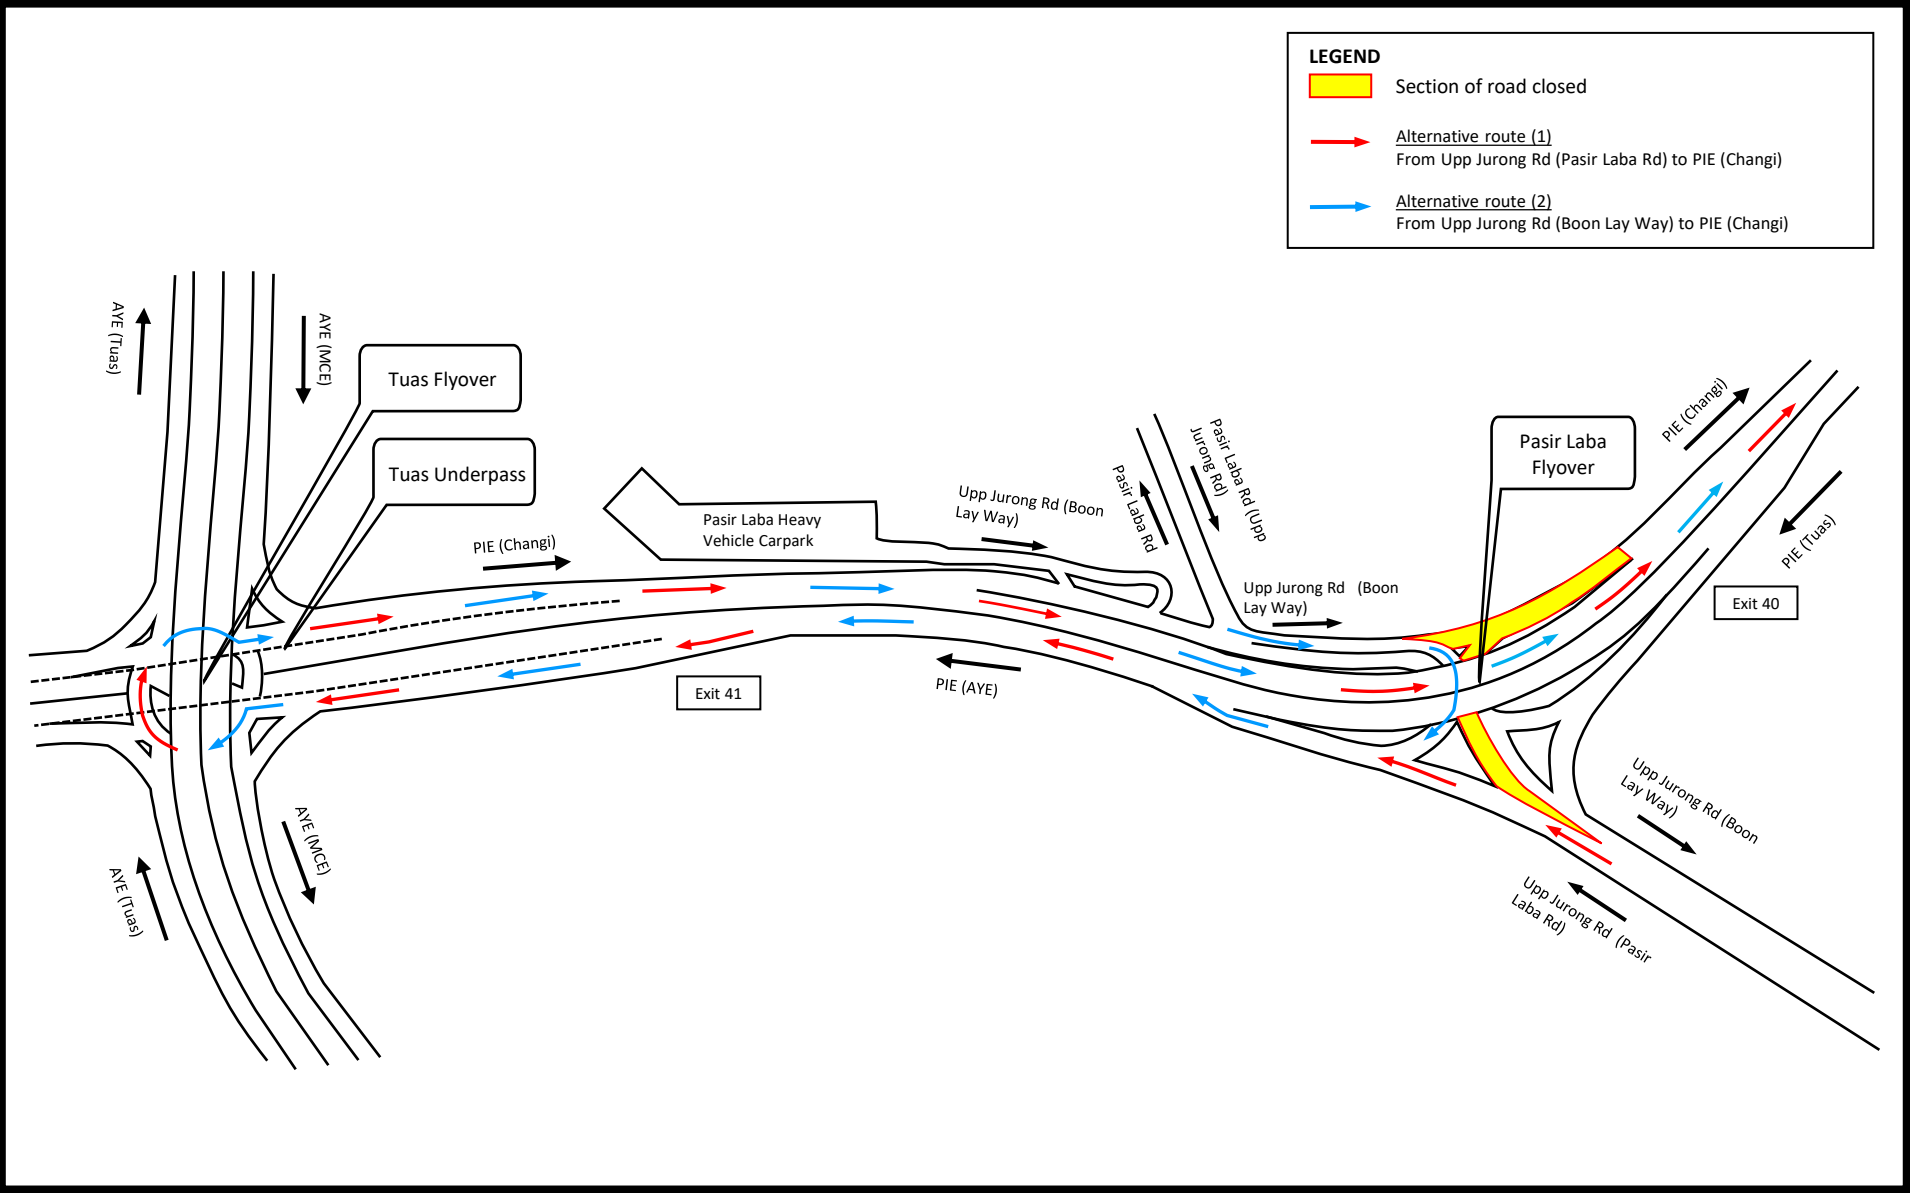 LEGEND
Section of road closed
Alternative route (1)
From Upp Jurong Rd (Pasir Laba Rd) to PIE (Changi)
Alternative route (2)
From Upp Jurong Rd (Boon Lay Way) to PIE (Changi)
AYE (Tuas)
AYE (MCE)
Tuas Flyover
Tuas Underpass
PIE (Changi)
Pasir Laba Heavy
Vehicle Carpark
Upp Jurong Rd (Boon
Lay Way)
Pasir Laba Rd
Pasir Laba Rd (Upp
Jurong Rd)
Upp Jurong Rd (Boon
Lay Way)
Pasir Laba
Flyover
PIE (Changi)
PIE (Tuas)
Exit 40
Exit 41
PIE (AYE)
Upp Jurong Rd (Boon
Lay Way)
Upp Jurong Rd (Pasir
Laba Rd)
AYE (MCE)
AYE (Tuas)